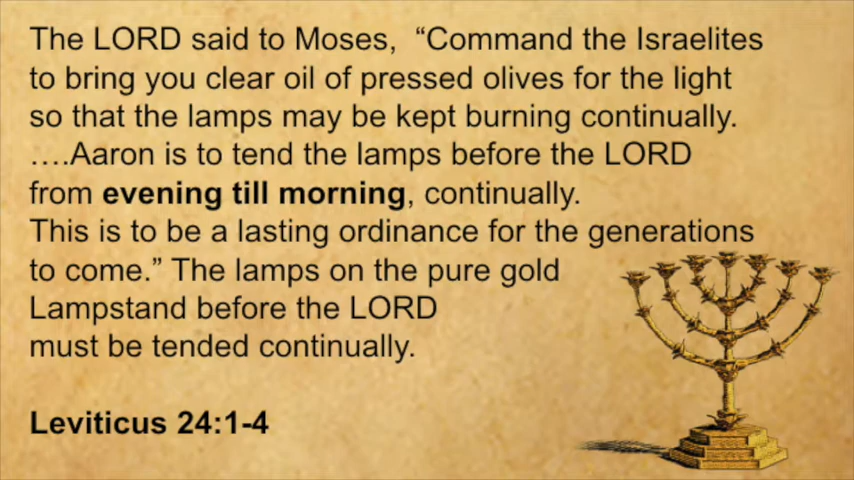 The LORD said to Moses,  “Command the Israelites
to bring you clear oil of pressed olives for the light
so that the lamps may be kept burning continually.
….Aaron is to tend the lamps before the LORD
from evening till morning, continually.
This is to be a lasting ordinance for the generations
to come.” The lamps on the pure gold
Lampstand before the LORD
must be tended continually.
Leviticus 24:1-4